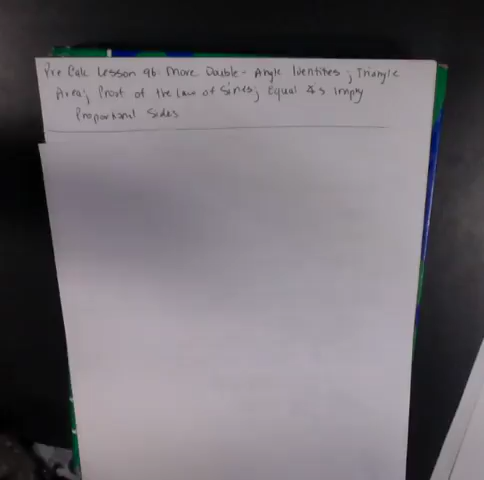 Pre Calc Lesson 96: More Double-Angle Identites; Triangle
Area; Proof of the Law of Sines; Equal ∡'s Imply
Proportional Sides